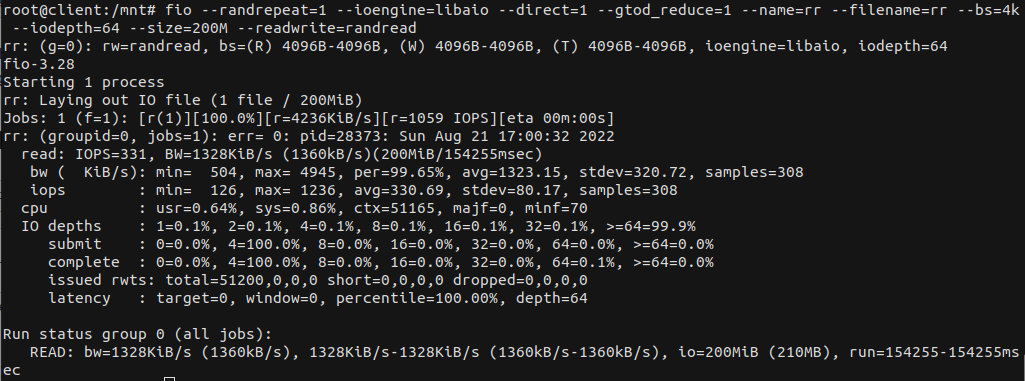 root@client:/mnt# fio --randrepeat=1 --ioengine=libaio --direct=1 --gtod_reduce=1 --name=rr --filename=rr --bs=4k
 --iodepth=64 --size=200M --readwrite=randread
rr: (g=0): rw=randread, bs=(R) 4096B-4096B, (W) 4096B-4096B, (T) 4096B-4096B, ioengine=libaio, iodepth=64
fio-3.28
Starting 1 process
rr: Laying out IO file (1 file / 200MiB)
Jobs: 1 (f=1): [r(1)][100.0%][r=4236KiB/s][r=1059 IOPS][eta 00m:00s]
rr: (groupid=0, jobs=1): err= 0: pid=28373: Sun Aug 21 17:00:32 2022
  read: IOPS=331, BW=1328KiB/s (1360kB/s)(200MiB/154255msec)
   bw (  KiB/s): min=  504, max= 4945, per=99.65%, avg=1323.15, stdev=320.72, samples=308
   iops        : min=  126, max= 1236, avg=330.69, stdev=80.17, samples=308
  cpu          : usr=0.64%, sys=0.86%, ctx=51165, majf=0, minf=70
  IO depths    : 1=0.1%, 2=0.1%, 4=0.1%, 8=0.1%, 16=0.1%, 32=0.1%, >=64=99.9%
     submit    : 0=0.0%, 4=100.0%, 8=0.0%, 16=0.0%, 32=0.0%, 64=0.0%, >=64=0.0%
     complete  : 0=0.0%, 4=100.0%, 8=0.0%, 16=0.0%, 32=0.0%, 64=0.1%, >=64=0.0%
     issued rwts: total=51200,0,0,0 short=0,0,0,0 dropped=0,0,0,0
     latency   : target=0, window=0, percentile=100.00%, depth=64

Run status group 0 (all jobs):
   READ: bw=1328KiB/s (1360kB/s), 1328KiB/s-1328KiB/s (1360kB/s-1360kB/s), io=200MiB (210MB), run=154255-154255ms
ec